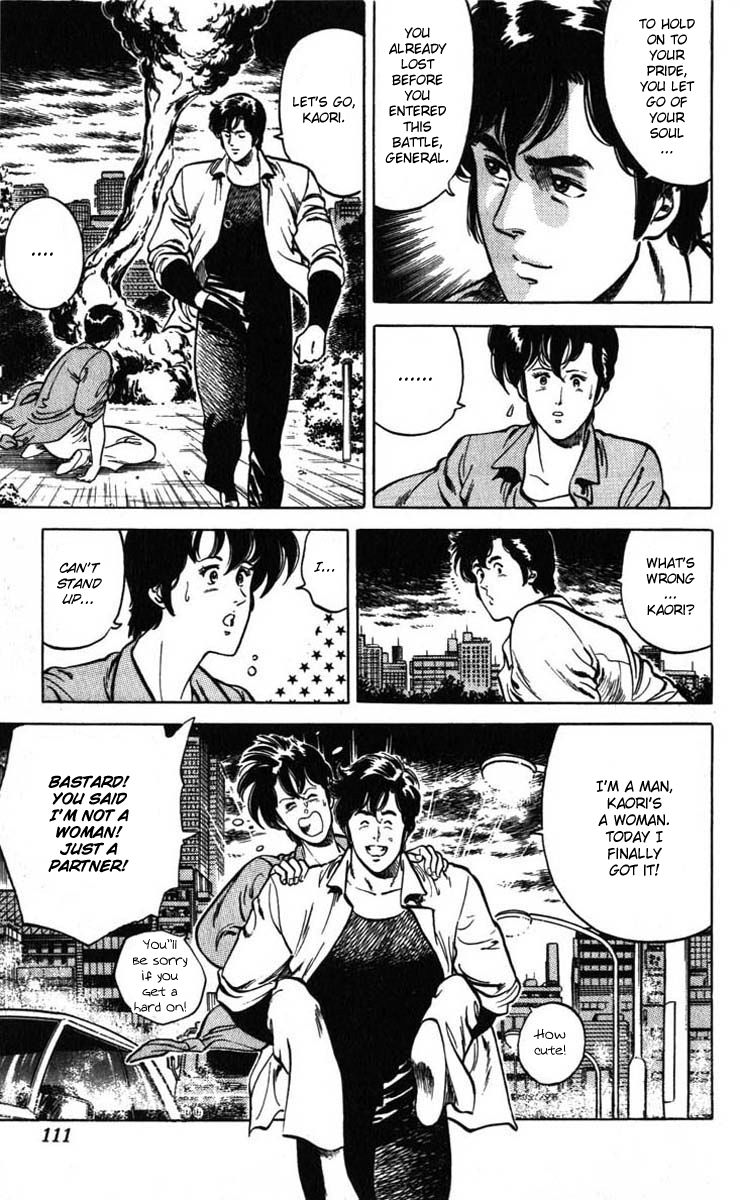 TO HOLD
ON TO
YOUR
PRIDE,
YOU LET
GO OF
YOUR
SOUL
...
YOU
ALREADY
LOST
BEFORE
YOU
ENTERED
THIS
BATTLE,
GENERAL.
LET'S GO,
KAORI.
....
......
WHAT'S
WRONG
...
KAORI?
I...
CAN'T
STAND
UP...
I'M A MAN,
KAORI'S
A WOMAN.
TODAY I
FINALLY
GOT IT!
BASTARD!
YOU SAID
I'M NOT A
WOMAN!
JUST A
PARTNER!
You"ll
be sorry
if you
get a
hard on!
How
cute!
111